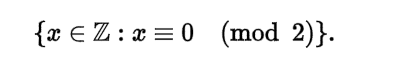 {x ∈ ℤ : x ≡ 0 (mod 2)}.